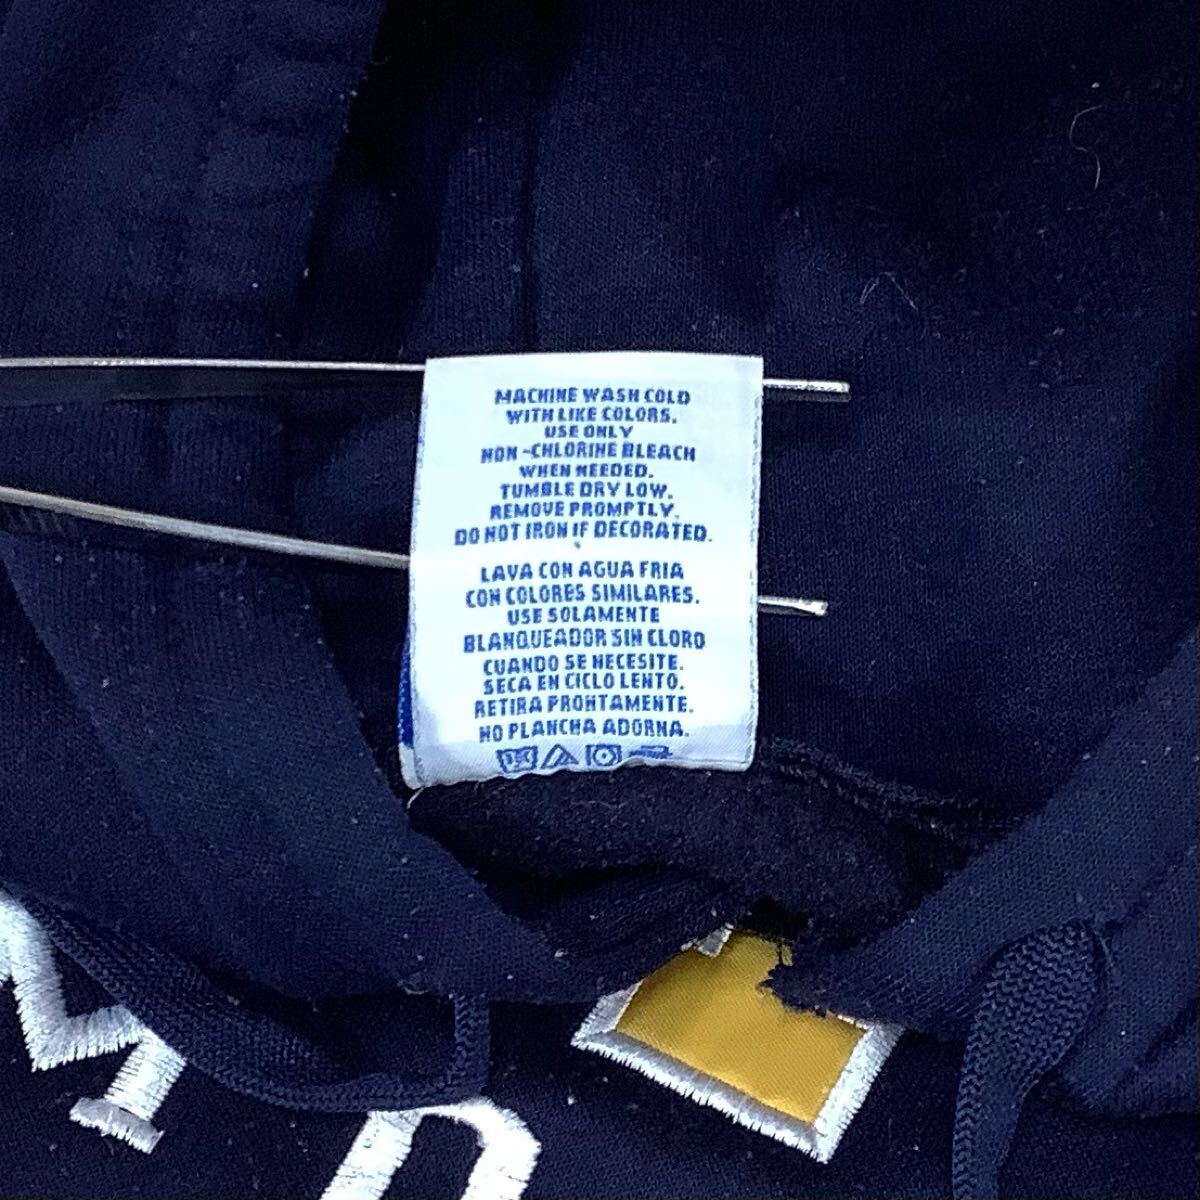 MACHINE WASH COLD
WITH LIKE COLORS.
USE ONLY
NON-CHLORINE BLEACH
WHEN NEEDED.
TUMBLE DRY LOW.
REMOVE PROMPTLY.
DO NOT IRON IF DECORATED.
LAVA CON AGUA FRIA
CON COLORES SIMILARES.
USE SOLAMENTE
BLANQUEADOR SIN CLORO
CUANDO SE NECESITE.
SECA EN CICLO LENTO.
RETIRA PRONTAMENTE.
NO PLANCHA ADORNA.